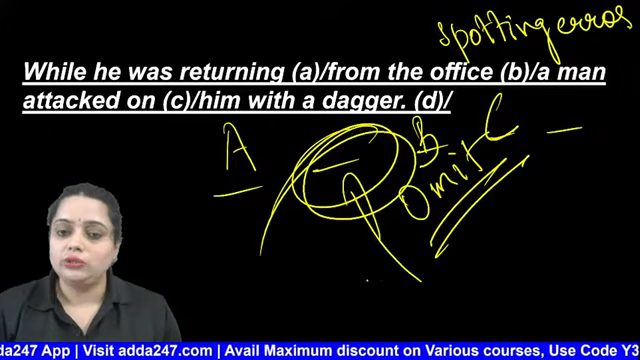 spotting erros
While he was returning (a)/from the office (b)/a man
attacked on (c)/him with a dagger. (d)/
A
B
omit C
da247 App | Visit adda247.com | Avail Maximum discount on Various courses, Use Code Y3